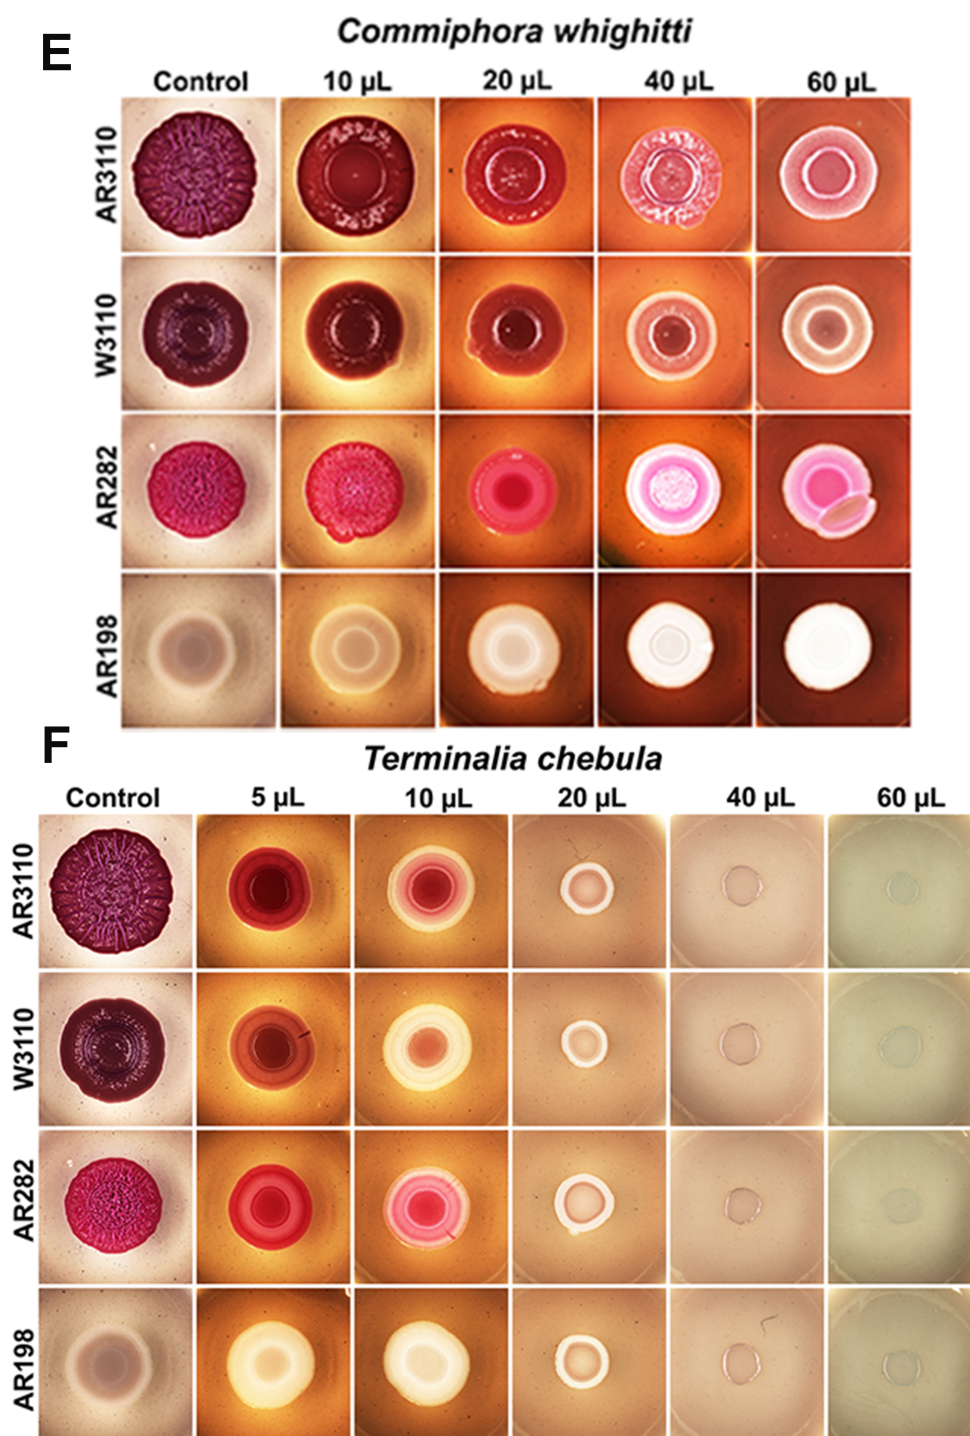 E
Commiphora whighitti
Control 10 µL 20 µL 40 µL 60 µL
AR3110
W3110
AR282
AR198
F
Terminalia chebula
Control 5 µL 10 µL 20 µL 40 µL 60 µL
AR3110
W3110
AR282
AR198